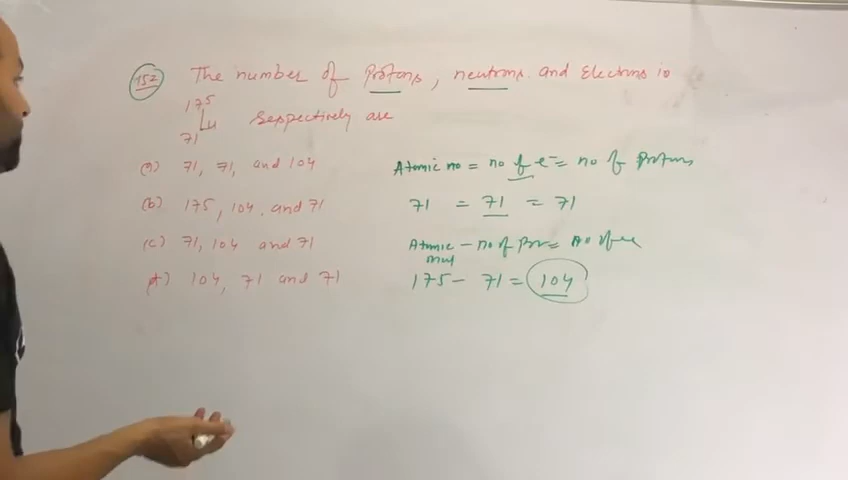 152 The number of Protons, neutrons and Electrons in
175
71 Lu respectively are
(a) 71, 71, and 104
(b) 175, 104, and 71
(c) 71, 104 and 71
(d) 104, 71 and 71
Atomic no = no of e- = no of Protons
71 = 71 = 71
Atomic - no of Pr = no of
mass
175 - 71 = 104